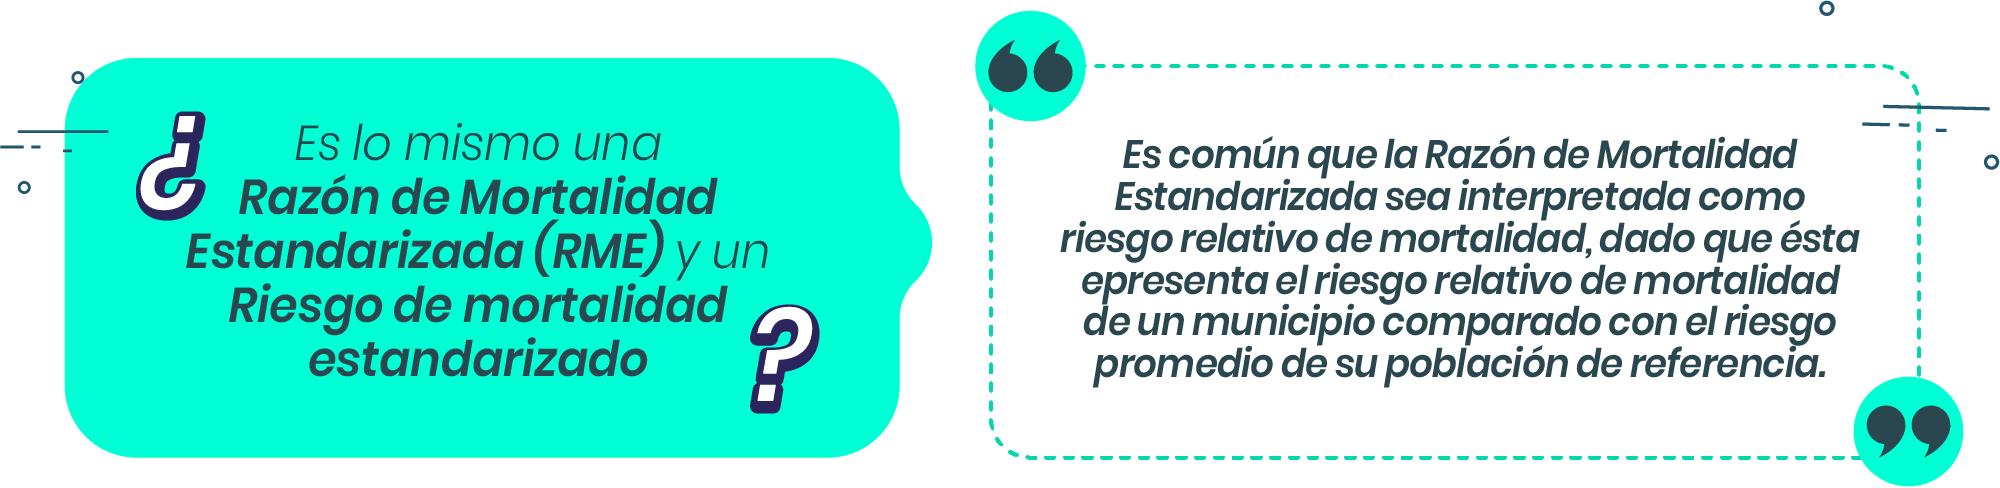 ¿
Es lo mismo una
Razón de Mortalidad
Estandarizada (RME) y un
Riesgo de mortalidad
estandarizado
?
“
Es común que la Razón de Mortalidad
Estandarizada sea interpretada como
riesgo relativo de mortalidad, dado que ésta
epresenta el riesgo relativo de mortalidad
de un municipio comparado con el riesgo
promedio de su población de referencia.
”